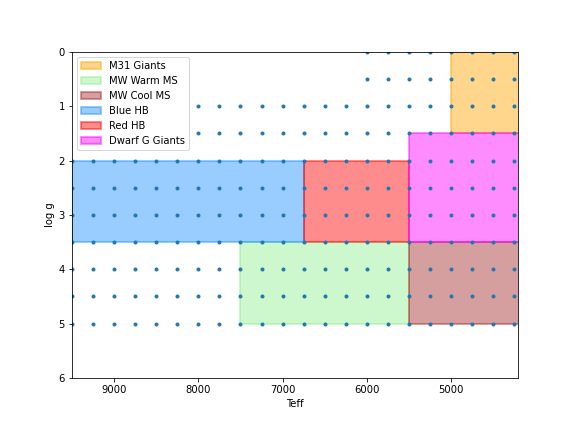 0
1
2
3
4
5
6
log g
M31 Giants
MW Warm MS
MW Cool MS
Blue HB
Red HB
Dwarf G Giants
9000 8000 7000 6000 5000
Teff